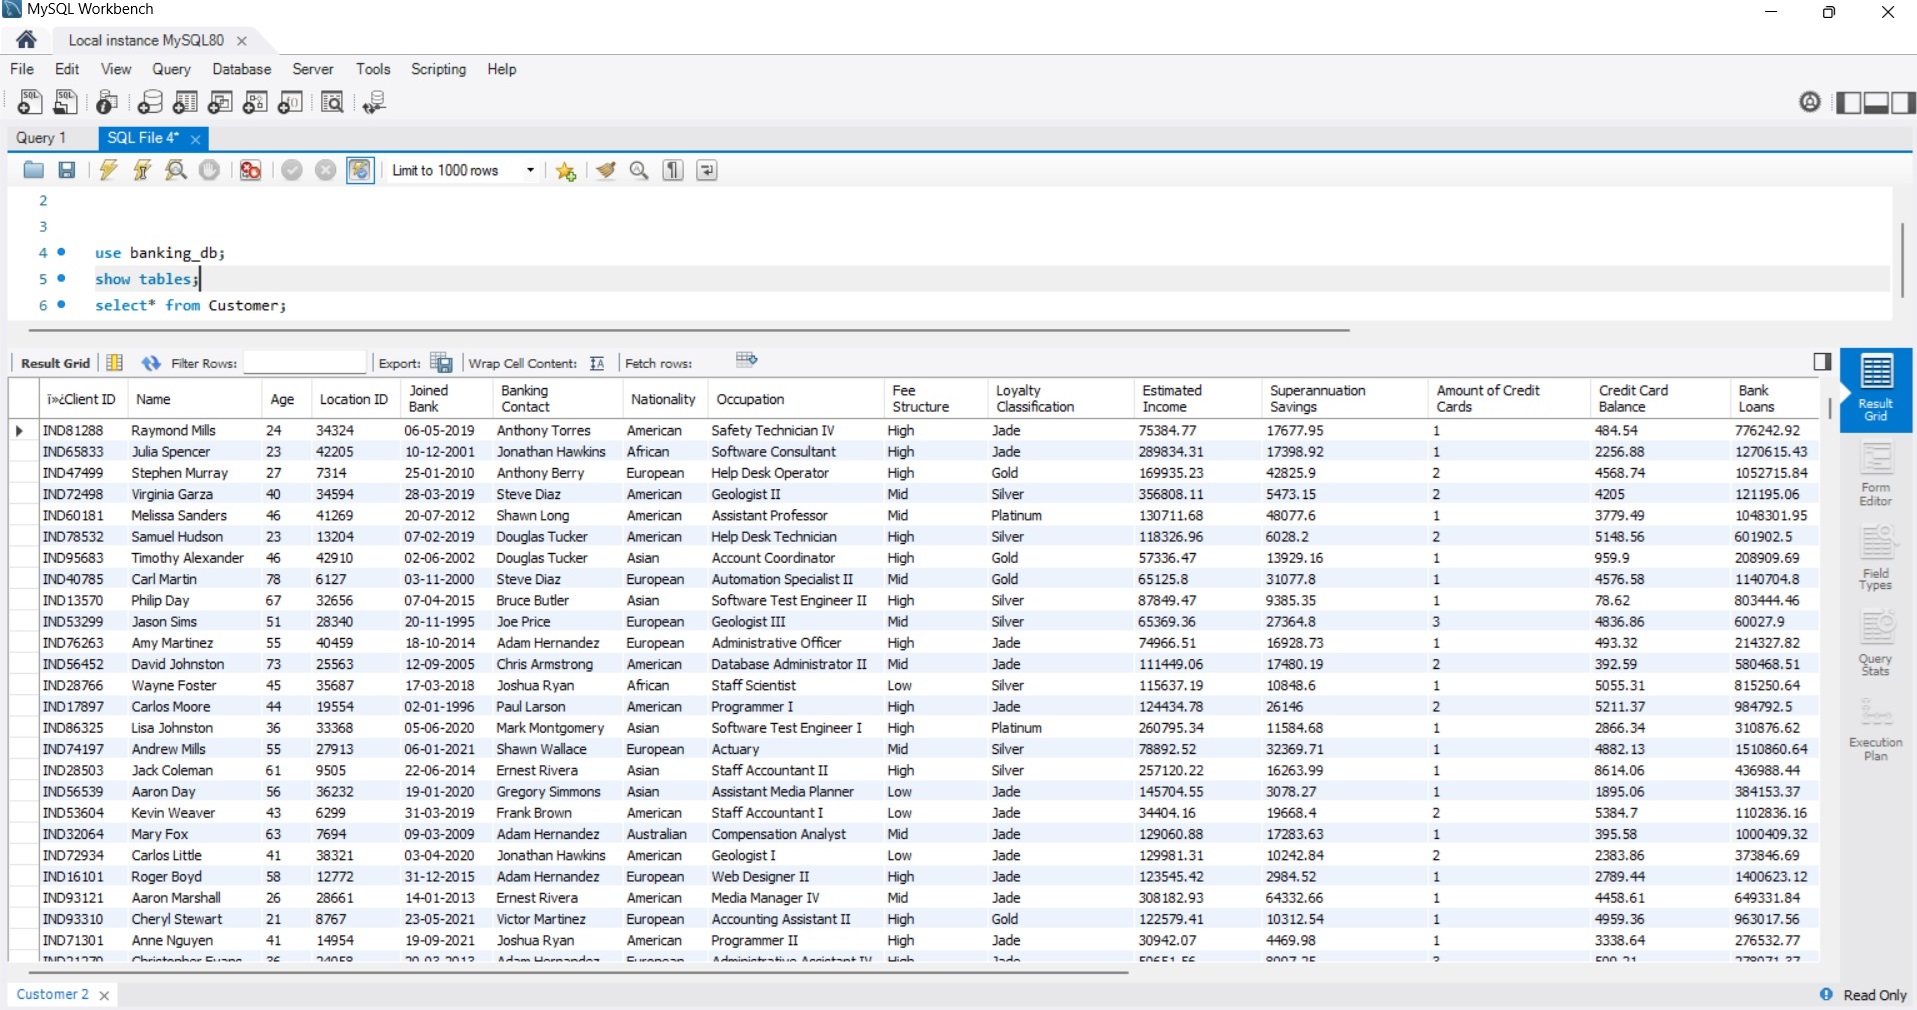 MySQL Workbench
Local instance MySQL80
File Edit View Query Database Server Tools Scripting Help
Query 1 SQL File 4*
Limit to 1000 rows
2
3
4 use banking_db;
5 show tables;
6 select* from Customer;
Result Grid Filter Rows: Export: Wrap Cell Content: Fetch rows:
ï»¿Client ID Name Age Location ID Joined Bank Banking Contact Nationality Occupation Fee Structure Loyalty Classification Estimated Income Superannuation Savings Amount of Credit Cards Credit Card Balance Bank Loans
IND81288 Raymond Mills 24 34324 06-05-2019 Anthony Torres American Safety Technician IV High Jade 75384.77 17677.95 1 484.54 776242.92
IND65833 Julia Spencer 23 42205 10-12-2001 Jonathan Hawkins African Software Consultant High Jade 289834.31 17398.92 1 2256.88 1270615.43
IND47499 Stephen Murray 27 7314 25-01-2010 Anthony Berry European Help Desk Operator High Gold 169935.23 42825.9 2 4568.74 1052715.84
IND72498 Virginia Garza 40 34594 28-03-2019 Steve Diaz American Geologist II Mid Silver 356808.11 5473.15 2 4205 121195.06
IND60181 Melissa Sanders 46 41269 20-07-2012 Shawn Long American Assistant Professor Mid Platinum 130711.68 48077.6 1 3779.49 1048301.95
IND78532 Samuel Hudson 23 13204 07-02-2019 Douglas Tucker American Help Desk Technician High Silver 118326.96 6028.2 2 5148.56 601902.5
IND95683 Timothy Alexander 46 42910 02-06-2002 Douglas Tucker Asian Account Coordinator High Gold 57336.47 13929.16 1 959.9 208909.69
IND40785 Carl Martin 78 6127 03-11-2000 Steve Diaz European Automation Specialist II Mid Gold 65125.8 31077.8 1 4576.58 1140704.8
IND13570 Philip Day 67 32656 07-04-2015 Bruce Butler Asian Software Test Engineer II High Silver 87849.47 9385.35 1 78.62 803444.46
IND53299 Jason Sims 51 28340 20-11-1995 Joe Price European Geologist III Mid Silver 65369.36 27364.8 3 4836.86 60027.9
IND76263 Amy Martinez 55 40459 18-10-2014 Adam Hernandez European Administrative Officer High Jade 74966.51 16928.73 1 493.32 214327.82
IND56452 David Johnston 73 25563 12-09-2005 Chris Armstrong American Database Administrator II Mid Jade 111449.06 17480.19 2 392.59 580468.51
IND28766 Wayne Foster 45 35687 17-03-2018 Joshua Ryan African Staff Scientist Low Silver 115637.19 10848.6 1 5055.31 815250.64
IND17897 Carlos Moore 44 19554 02-01-1996 Paul Larson American Programmer I High Jade 124434.78 26146 2 5211.37 984792.5
IND86325 Lisa Johnston 36 33368 05-06-2020 Mark Montgomery Asian Software Test Engineer I High Platinum 260795.34 11584.68 1 2866.34 310876.62
IND74197 Andrew Mills 55 27913 06-01-2021 Shawn Wallace European Actuary Mid Silver 78892.52 32369.71 1 4882.13 1510860.64
IND28503 Jack Coleman 61 9505 22-06-2014 Ernest Rivera Asian Staff Accountant II High Silver 257120.22 16263.99 1 8614.06 436988.44
IND56539 Aaron Day 56 36232 19-01-2020 Gregory Simmons Asian Assistant Media Planner Low Jade 145704.55 3078.27 1 1895.06 384153.37
IND53604 Kevin Weaver 43 6299 31-03-2019 Frank Brown American Staff Accountant I Low Jade 34404.16 19668.4 2 5384.7 1102836.16
IND32064 Mary Fox 63 7694 09-03-2009 Adam Hernandez Australian Compensation Analyst Mid Jade 129060.88 17283.63 1 395.58 1000409.32
IND72934 Carlos Little 41 38321 03-04-2020 Jonathan Hawkins American Geologist I Low Jade 129981.31 10242.84 2 2383.86 373846.69
IND16101 Roger Boyd 58 12772 31-12-2015 Adam Hernandez European Web Designer II High Jade 123545.42 2984.52 1 2789.44 1400623.12
IND93121 Aaron Marshall 26 28661 14-01-2013 Ernest Rivera American Media Manager IV Mid Jade 308182.93 64332.66 1 4458.61 649331.84
IND93310 Cheryl Stewart 21 8767 23-05-2021 Victor Martinez European Accounting Assistant II High Gold 122579.41 10312.54 1 4959.36 963017.56
IND71301 Anne Nguyen 41 14954 19-09-2021 Joshua Ryan American Programmer II High Jade 30942.07 4469.98 1 3338.64 276532.77
Christopher Evans Adam Hernandez European Administrative Assistant IV High Jade
Result Grid
Form Editor
Field Types
Query Stats
Execution Plan
Customer 2 Read Only